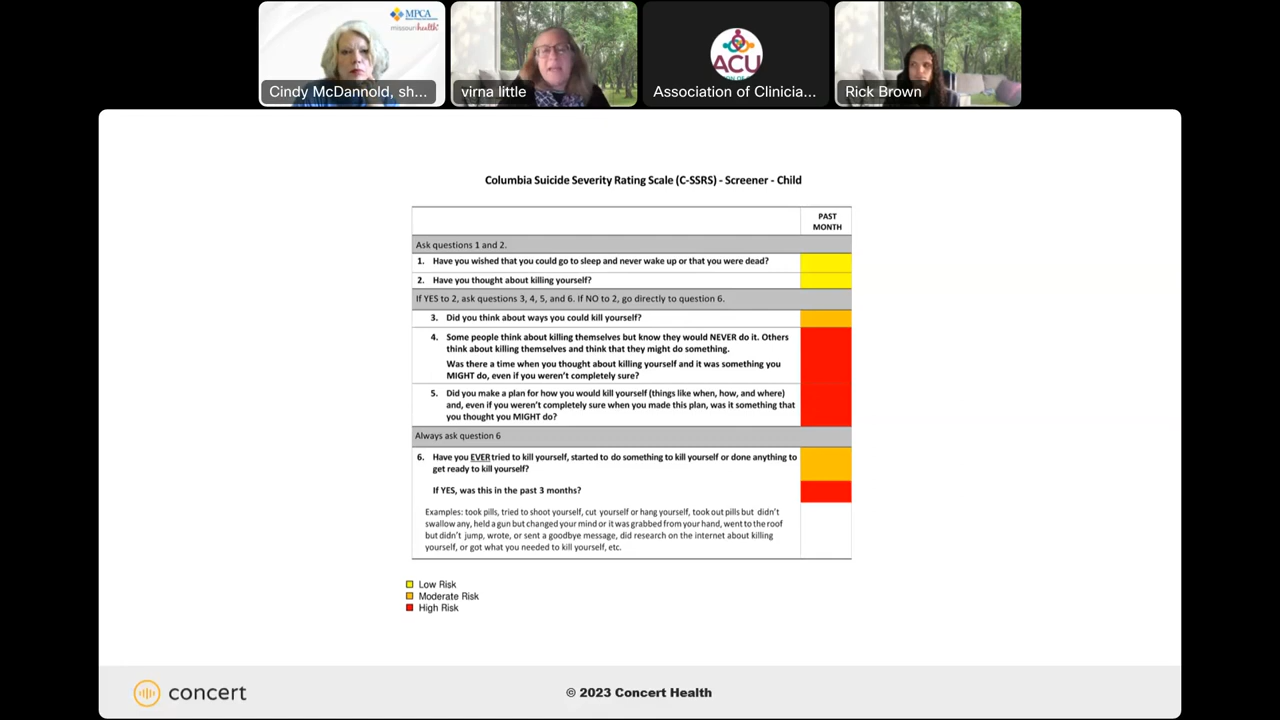 MPCA
missourihealth+
Cindy McDannold, sh...
virna little
ACU
Association of Clinicia...
Rick Brown
Columbia Suicide Severity Rating Scale (C-SSRS) - Screener - Child
PAST
MONTH
Ask questions 1 and 2.
1. Have you wished that you could go to sleep and never wake up or that you were dead?
2. Have you thought about killing yourself?
If YES to 2, ask questions 3, 4, 5, and 6. If NO to 2, go directly to question 6.
3. Did you think about ways you could kill yourself?
4. Some people think about killing themselves but know they would NEVER do it. Others
think about killing themselves and think that they might do something.
Was there a time when you thought about killing yourself and it was something you
MIGHT do, even if you weren't completely sure?
5. Did you make a plan for how you would kill yourself (things like when, how, and where)
and, even if you weren't completely sure when you made this plan, was it something that
you thought you MIGHT do?
Always ask question 6
6. Have you EVER tried to kill yourself, started to do something to kill yourself or done anything to
get ready to kill yourself?
If YES, was this in the past 3 months?
Examples: took pills, tried to shoot yourself, cut yourself or hang yourself, took out pills but didn't
swallow any, held a gun but changed your mind or it was grabbed from your hand, went to the roof
but didn't jump, wrote, or sent a goodbye message, did research on the internet about killing
yourself, or got what you needed to kill yourself, etc.
Low Risk
Moderate Risk
High Risk
concert
© 2023 Concert Health